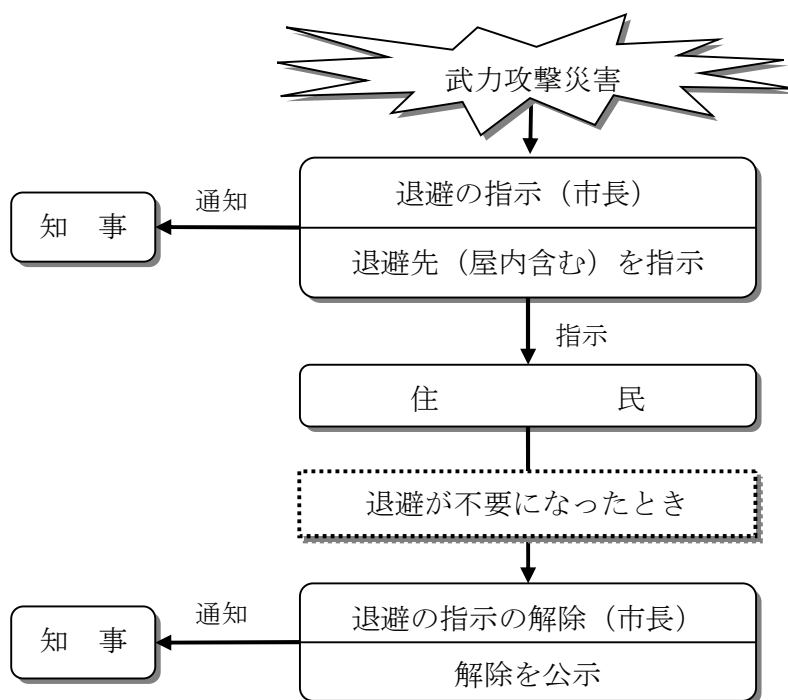 武力攻撃災害
退避の指示（市長）
通知
知　事
退避先（屋内含む）を指示
指示
住　　　　　民
退避が不要になったとき
退避の指示の解除（市長）
通知
知　事
解除を公示